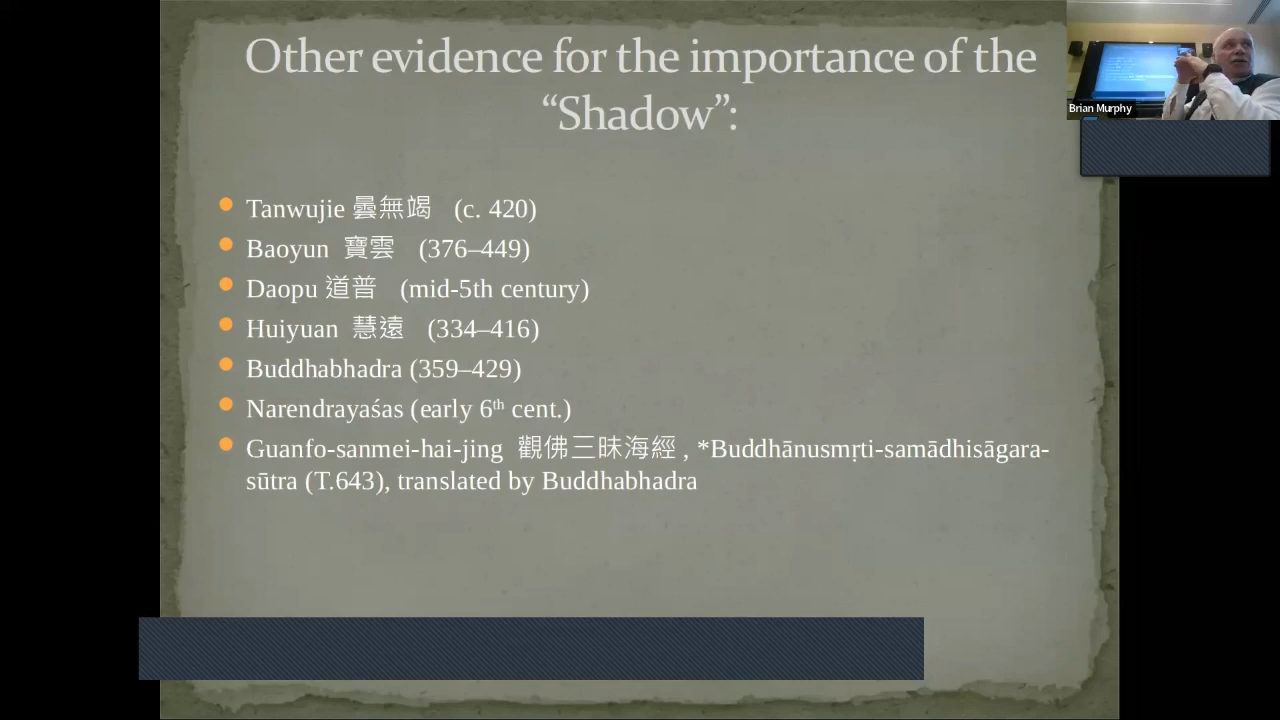 Other evidence for the importance of the
“Shadow”:
Brian Murphy
Tanwujie 曇無竭 (c. 420)
Baoyun 寶雲 (376–449)
Daopu 道普 (mid-5th century)
Huiyuan 慧遠 (334–416)
Buddhabhadra (359–429)
Narendrayaśas (early 6th cent.)
Guanfo-sanmei-hai-jing 觀佛三昧海經 , *Buddhānusmṛti-samādhisāgara-
sūtra (T.643), translated by Buddhabhadra